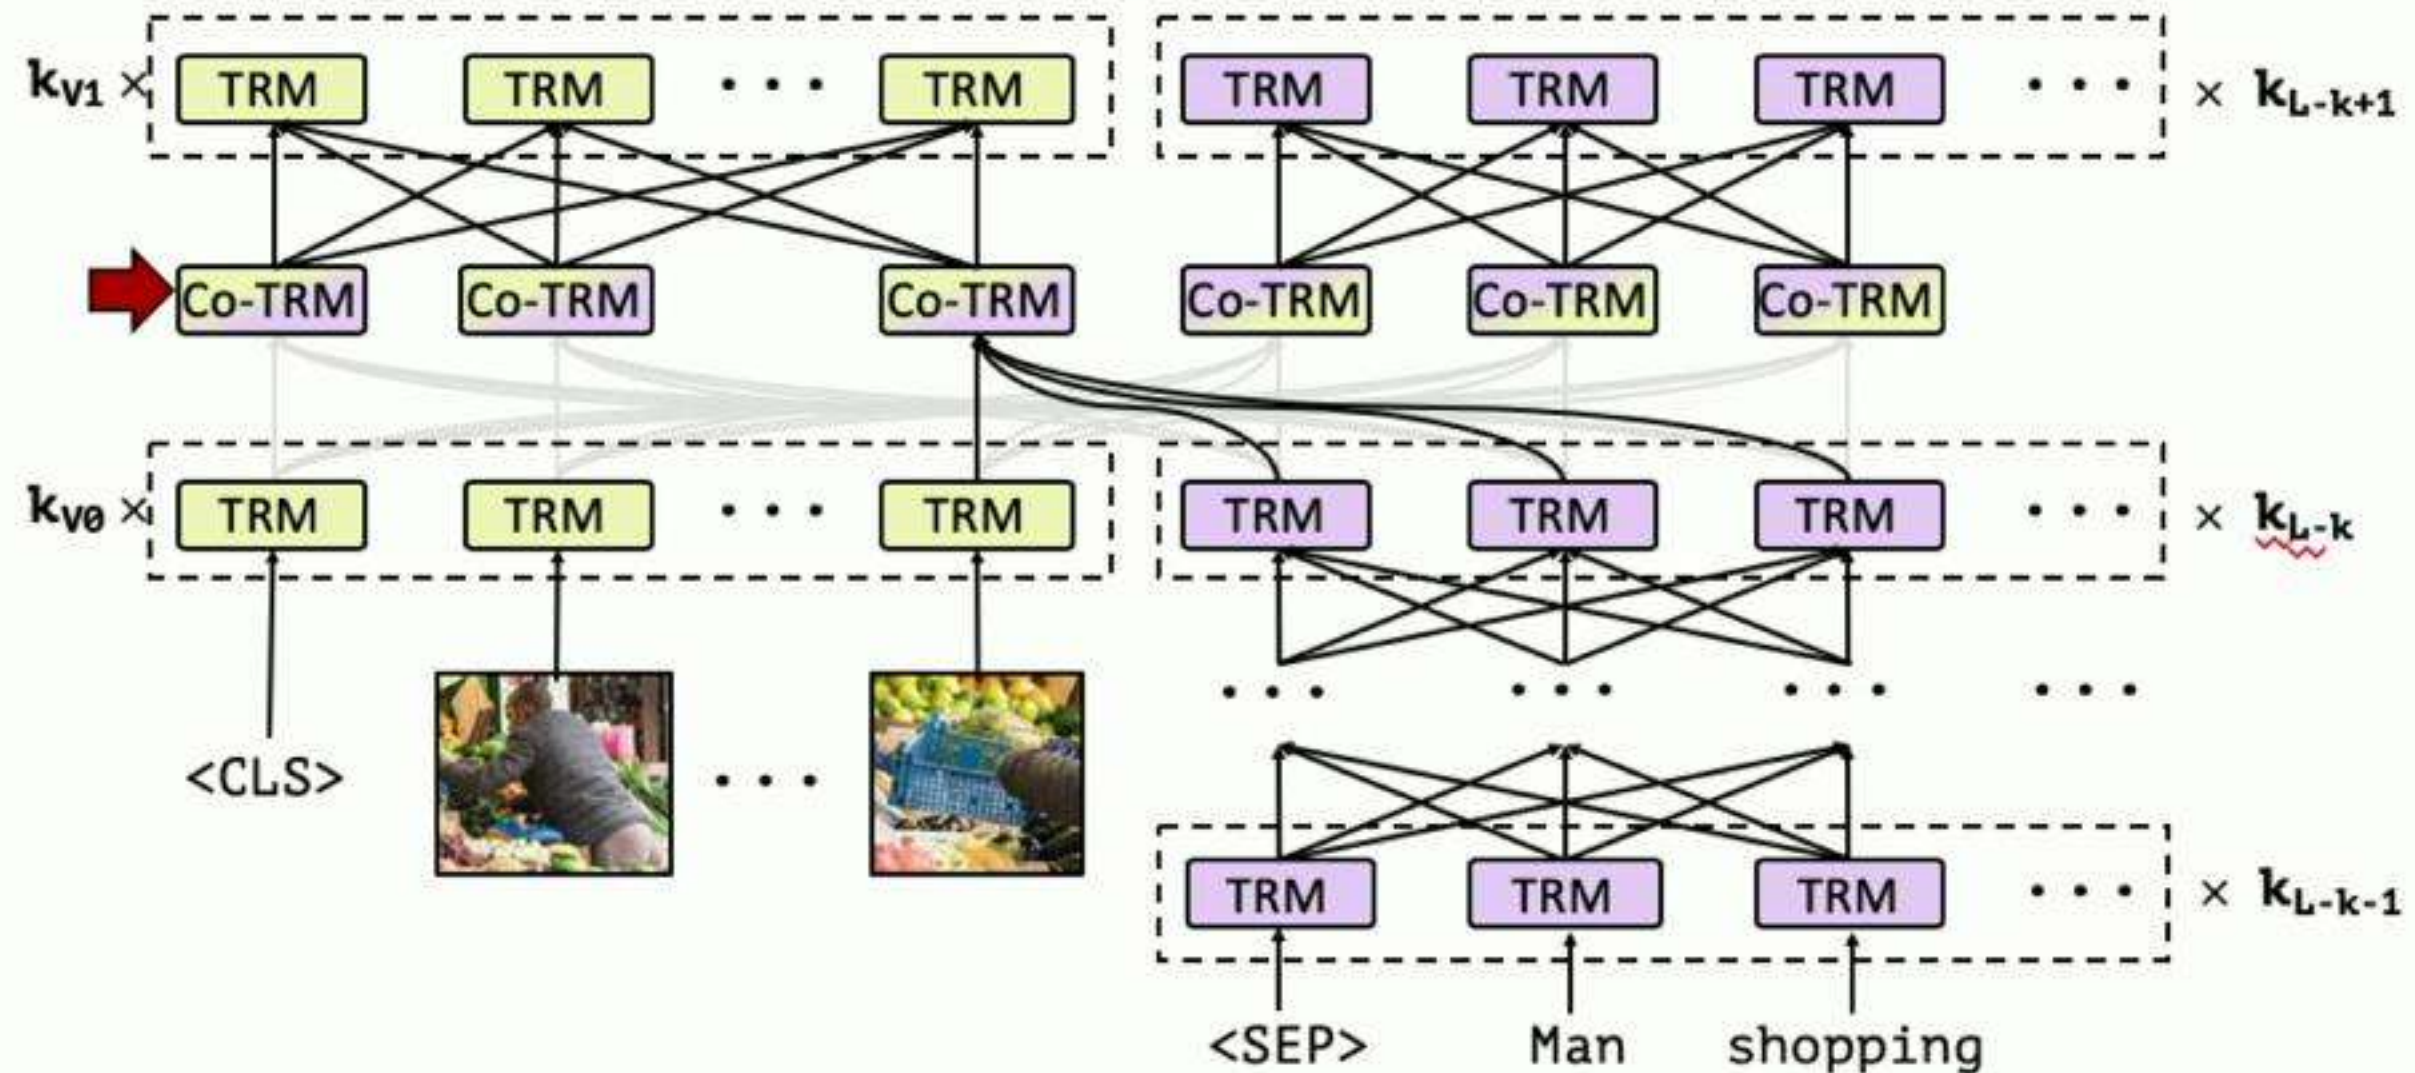 k_V1 × TRM TRM . . . TRM TRM TRM TRM . . . × k_L-k+1
Co-TRM Co-TRM Co-TRM Co-TRM Co-TRM Co-TRM
k_V0 × TRM TRM . . . TRM TRM TRM TRM . . . × k_L-k
. . . . . . . . . . . .
<CLS> . . .
TRM TRM TRM . . . × k_L-k-1
<SEP> Man shopping